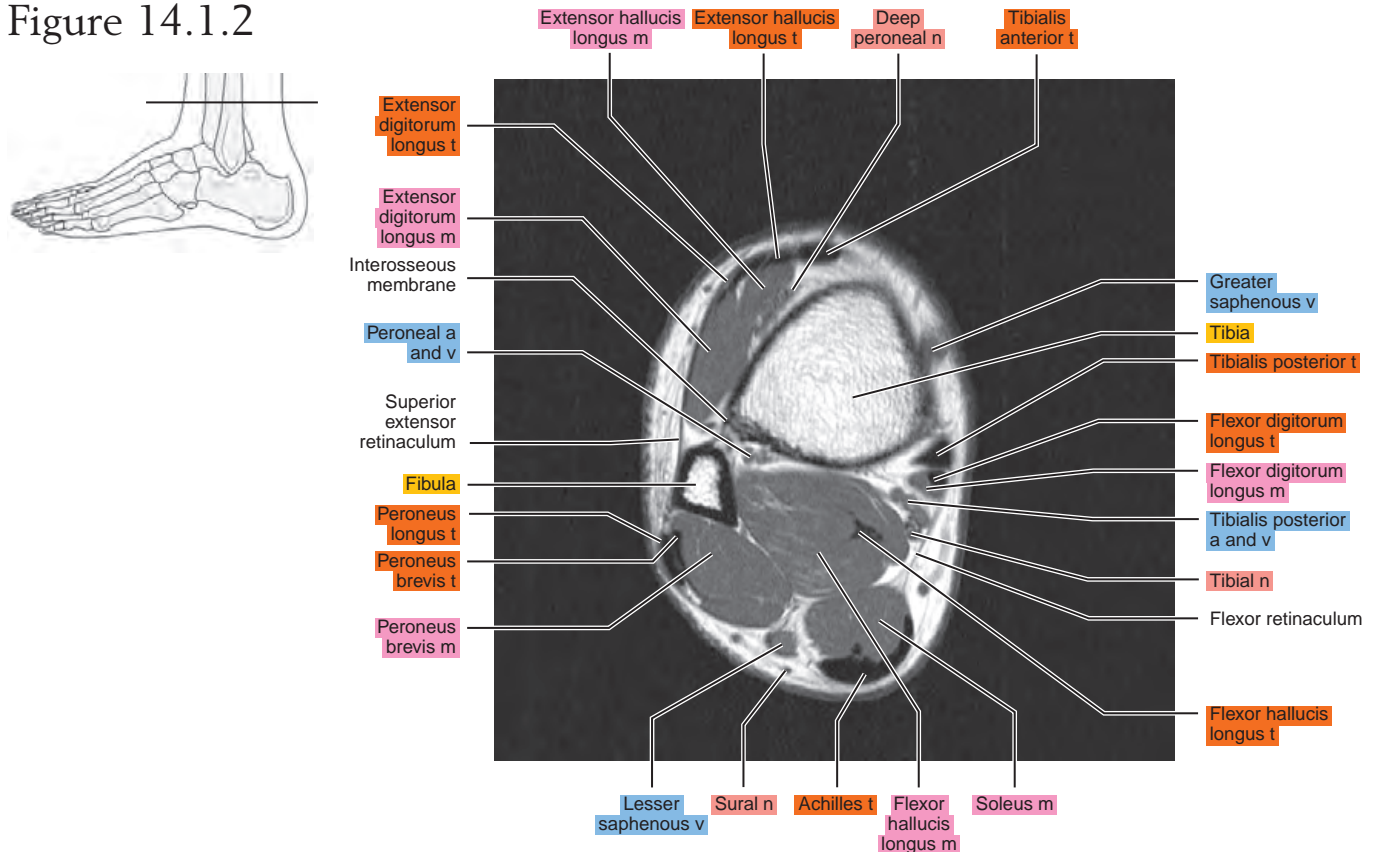 Figure 14.1.2
Extensor hallucis
longus m
Extensor hallucis
longus t
Deep
peroneal n
Tibialis
anterior t
Extensor
digitorum
longus t
Extensor
digitorum
longus m
Interosseous
membrane
Peroneal a
and v
Superior
extensor
retinaculum
Fibula
Peroneus
longus t
Peroneus
brevis t
Peroneus
brevis m
Greater
saphenous v
Tibia
Tibialis posterior t
Flexor digitorum
longus t
Flexor digitorum
longus m
Tibialis posterior
a and v
Tibial n
Flexor retinaculum
Flexor hallucis
longus t
Lesser
saphenous v
Sural n
Achilles t
Flexor
hallucis
longus m
Soleus m